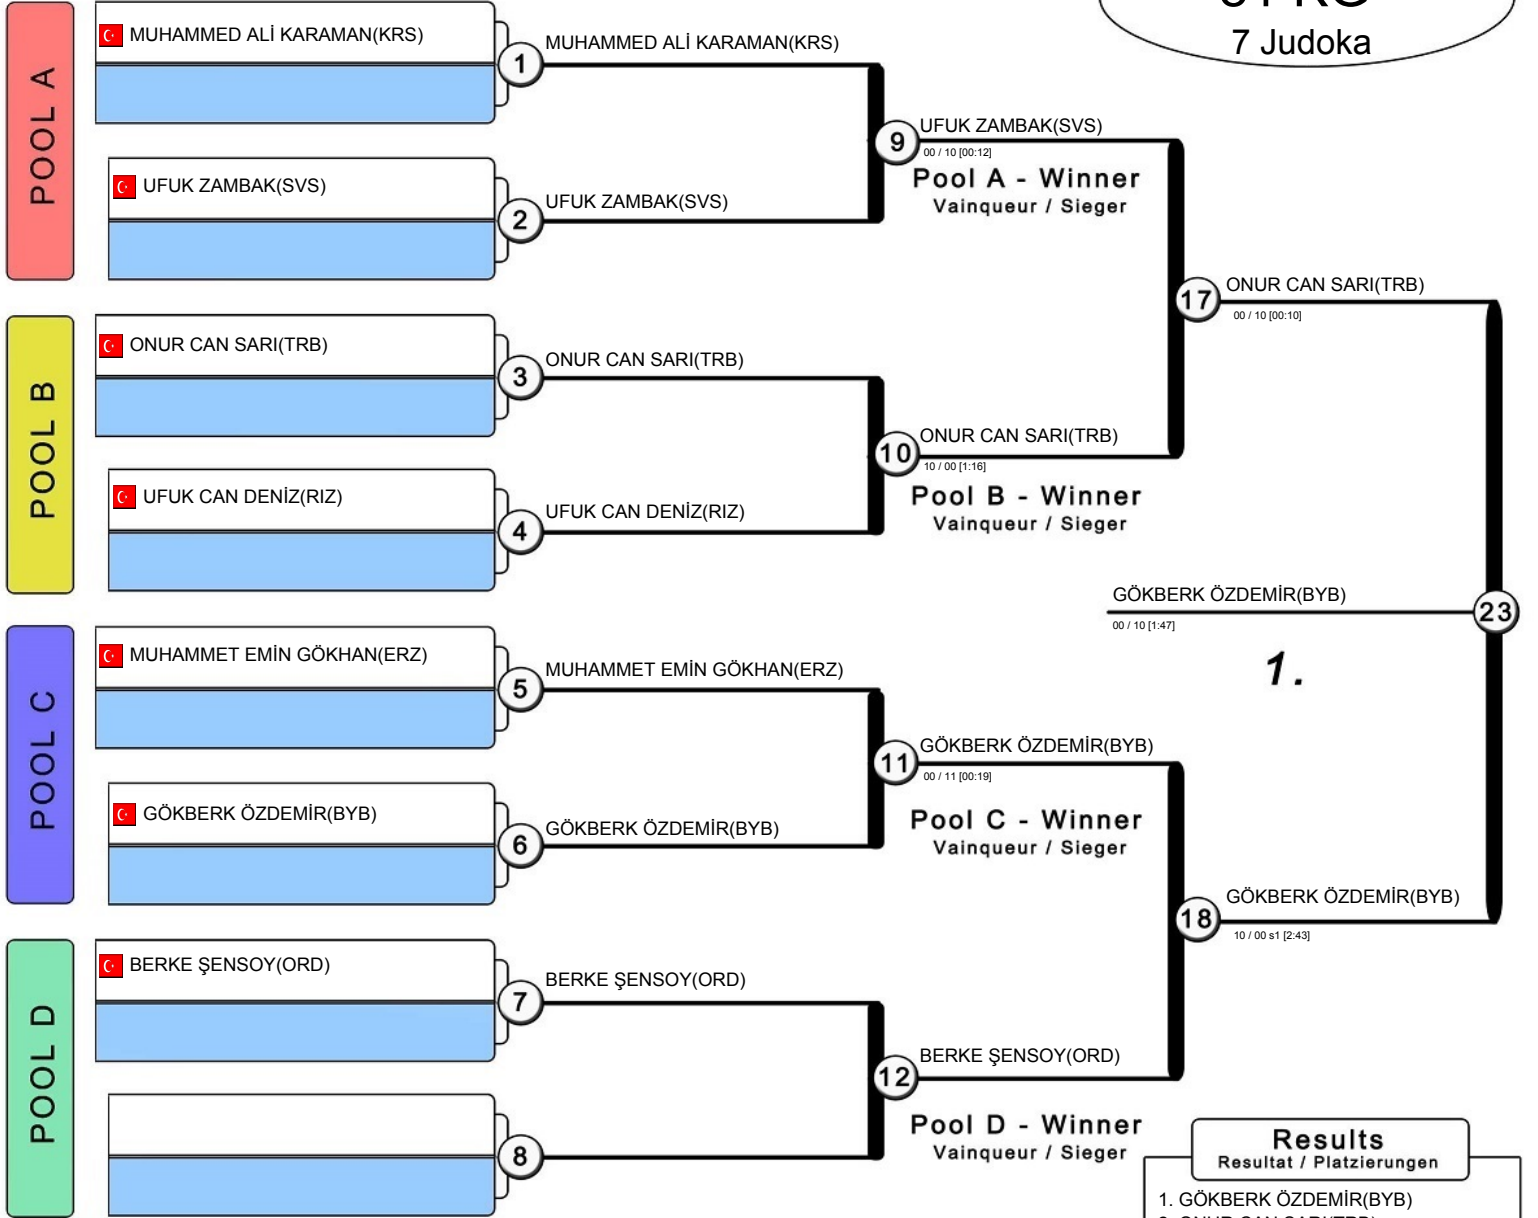 7 Judoka
POOL A
MUHAMMED ALİ KARAMAN(KRS)
1
MUHAMMED ALİ KARAMAN(KRS)
UFUK ZAMBAK(SVS)
2
UFUK ZAMBAK(SVS)
9
UFUK ZAMBAK(SVS)
00 / 10 [00:12]
Pool A - Winner
Vainqueur / Sieger
POOL B
ONUR CAN SARI(TRB)
3
ONUR CAN SARI(TRB)
UFUK CAN DENİZ(RIZ)
4
UFUK CAN DENİZ(RIZ)
10
ONUR CAN SARI(TRB)
10 / 00 [1:16]
Pool B - Winner
Vainqueur / Sieger
17
ONUR CAN SARI(TRB)
00 / 10 [00:10]
POOL C
MUHAMMET EMİN GÖKHAN(ERZ)
5
MUHAMMET EMİN GÖKHAN(ERZ)
GÖKBERK ÖZDEMİR(BYB)
6
GÖKBERK ÖZDEMİR(BYB)
11
GÖKBERK ÖZDEMİR(BYB)
00 / 11 [00:19]
Pool C - Winner
Vainqueur / Sieger
POOL D
BERKE ŞENSOY(ORD)
7
BERKE ŞENSOY(ORD)
8
12
BERKE ŞENSOY(ORD)
Pool D - Winner
Vainqueur / Sieger
18
GÖKBERK ÖZDEMİR(BYB)
10 / 00 s1 [2:43]
GÖKBERK ÖZDEMİR(BYB)
23
00 / 10 [1:47]
1.
Results
Resultat / Platzierungen
1. GÖKBERK ÖZDEMİR(BYB)